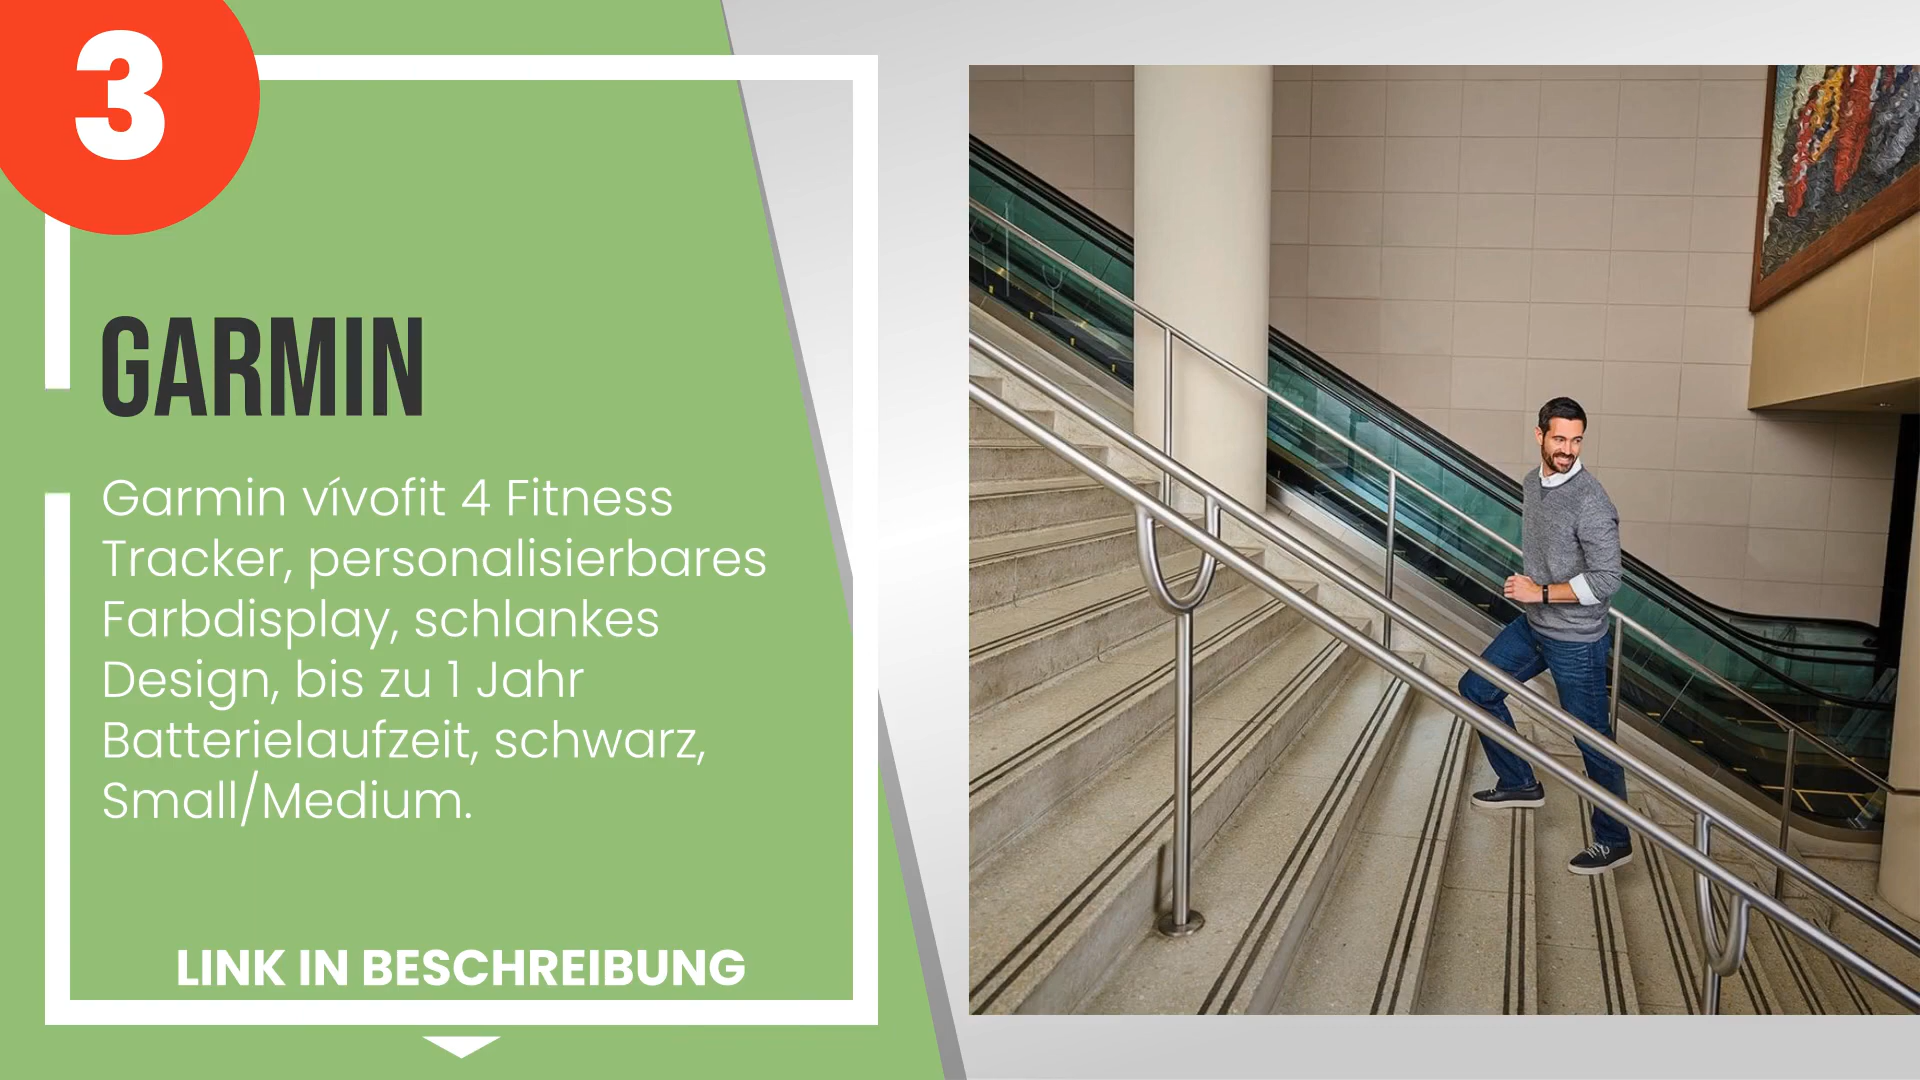 3
GARMIN
Garmin vívofit 4 Fitness
Tracker, personalisierbares
Farbdisplay, schlankes
Design, bis zu 1 Jahr
Batterielaufzeit, schwarz,
Small/Medium.
LINK IN BESCHREIBUNG